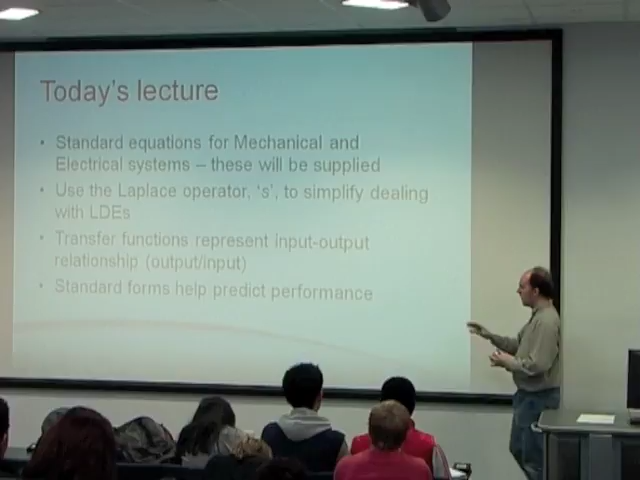 Today's lecture
• Standard equations for Mechanical and
Electrical systems – these will be supplied
• Use the Laplace operator, 's', to simplify dealing
with LDEs
• Transfer functions represent input-output
relationship (output/input)
• Standard forms help predict performance